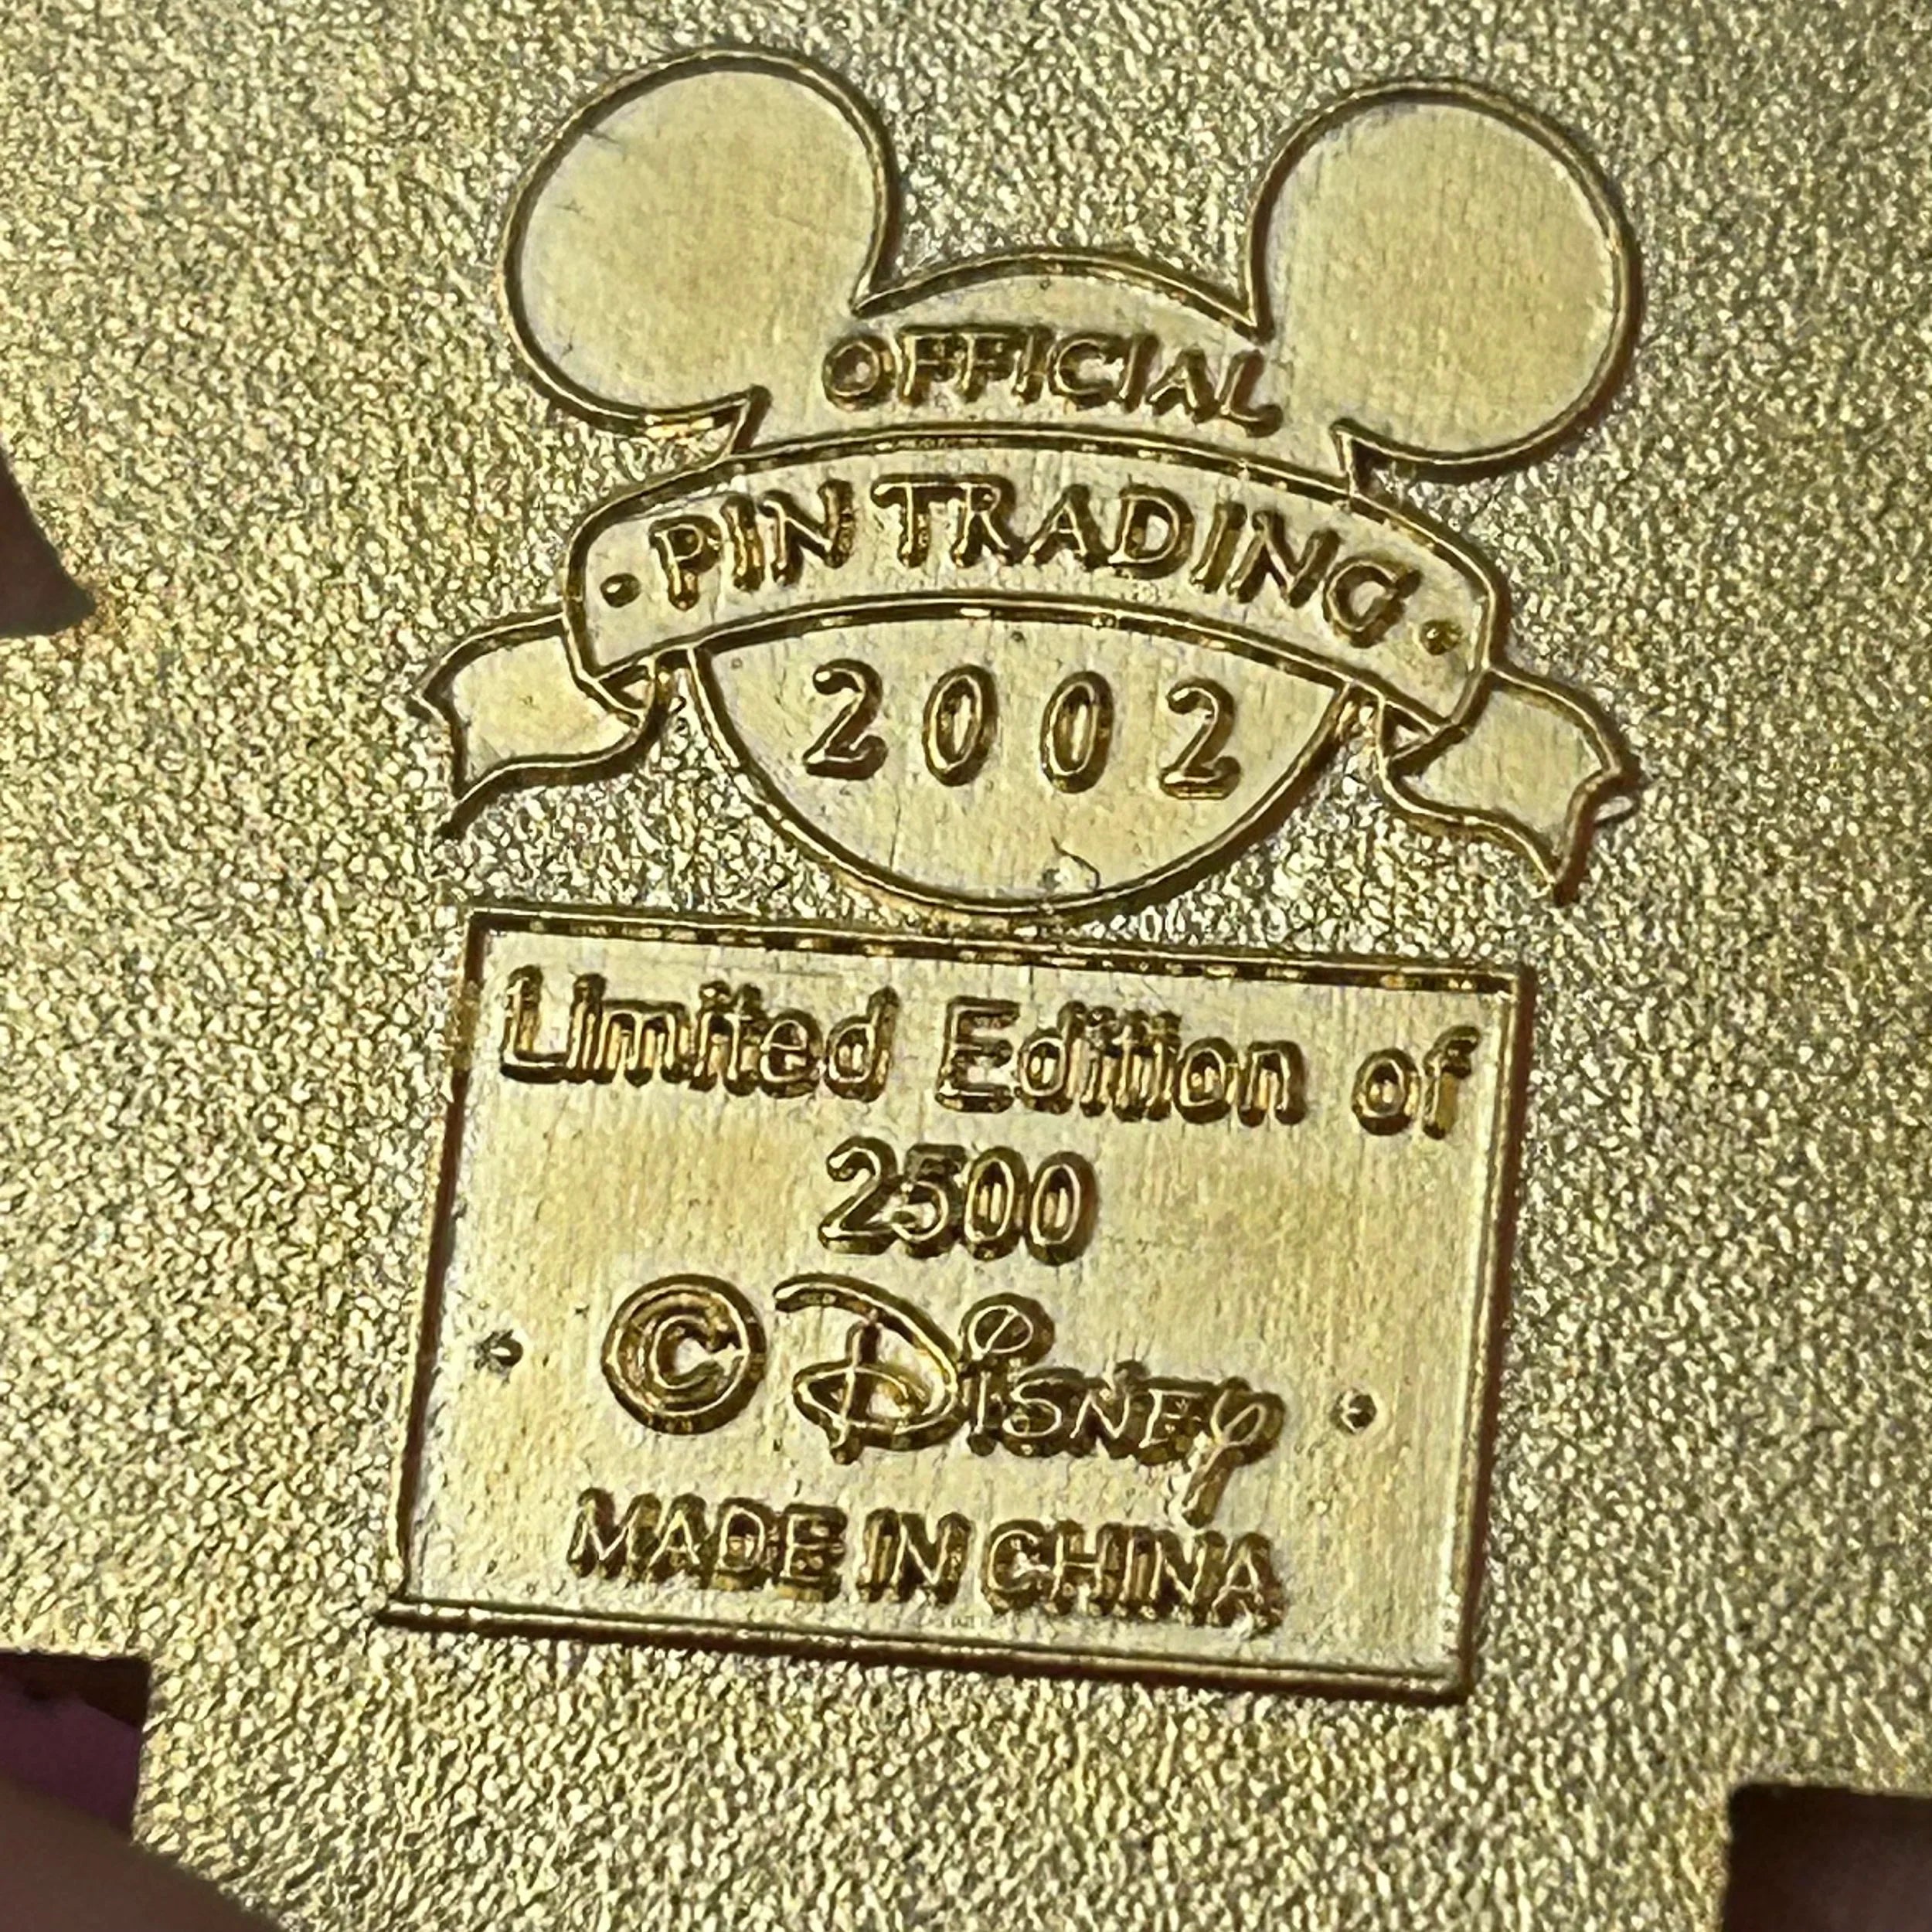 OFFICIAL
· PIN TRADING ·
2002
Limited Edition of
2500
© Disney
MADE IN CHINA